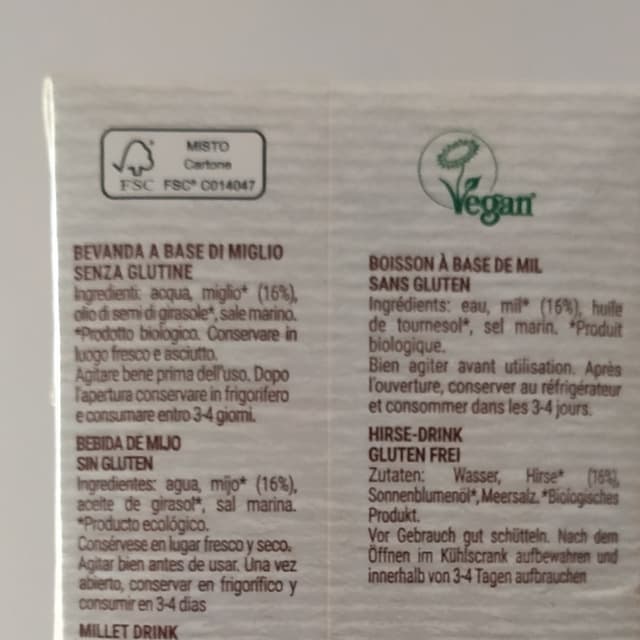 MISTO
Cartone
FSC FSC® C014047
BEVANDA A BASE DI MIGLIO
SENZA GLUTINE
Ingredienti: acqua, miglio* (16%),
olio di semi di girasole*, sale marino.
*Prodotto biologico. Conservare in
luogo fresco e asciutto.
Agitare bene prima dell'uso. Dopo
l'apertura conservare in frigorifero
e consumare entro 3-4 giorni.
BEBIDA DE MIJO
SIN GLUTEN
Ingredientes: agua, mijo* (16%),
aceite de girasol*, sal marina.
*Producto ecológico.
Consérvese en lugar fresco y seco.
Agitar bien antes de usar. Una vez
abierto, conservar en frigorífico y
consumir en 3-4 días
MILLET DRINK
Vegan
BOISSON À BASE DE MIL
SANS GLUTEN
Ingrédients: eau, mil* (16%), huile
de tournesol*, sel marin. *Produit
biologique.
Bien agiter avant utilisation. Après
l'ouverture, conserver au réfrigérateur
et consommer dans les 3-4 jours.
HIRSE-DRINK
GLUTEN FREI
Zutaten: Wasser, Hirse* (16%),
Sonnenblumenöl*, Meersalz. *Biologisches
Produkt.
Vor Gebrauch gut schütteln. Nach dem
Öffnen im Kühlscrank aufbewahren und
innerhalb von 3-4 Tagen aufbrauchen